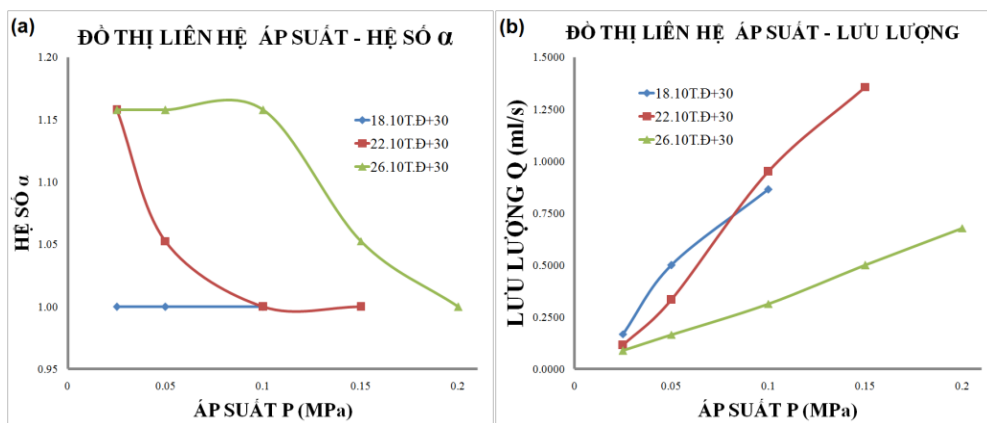 (a)
ĐỒ THỊ LIÊN HỆ ÁP SUẤT - HỆ SỐ α
1.20
1.15
1.10
1.05
1.00
0.95
HỆ SỐ α
18.10T.Đ+30
22.10T.Đ+30
26.10T.Đ+30
0
0.05
0.1
0.15
0.2
ÁP SUẤT P (MPa)
(b)
ĐỒ THỊ LIÊN HỆ ÁP SUẤT - LƯU LƯỢNG
1.5000
1.2500
1.0000
0.7500
0.5000
0.2500
0.0000
LƯU LƯỢNG Q (ml/s)
18.10T.Đ+30
22.10T.Đ+30
26.10T.Đ+30
0
0.05
0.1
0.15
0.2
ÁP SUẤT P (MPa)